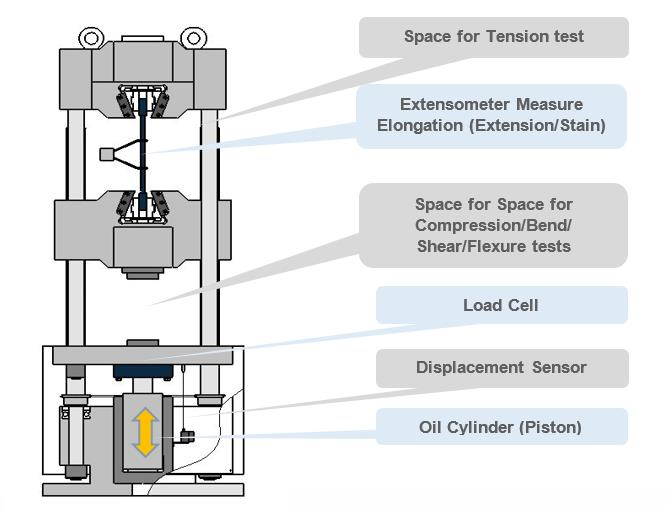 Space for Tension test
Extensometer Measure
Elongation (Extension/Stain)
Space for Space for
Compression/Bend/
Shear/Flexure tests
Load Cell
Displacement Sensor
Oil Cylinder (Piston)